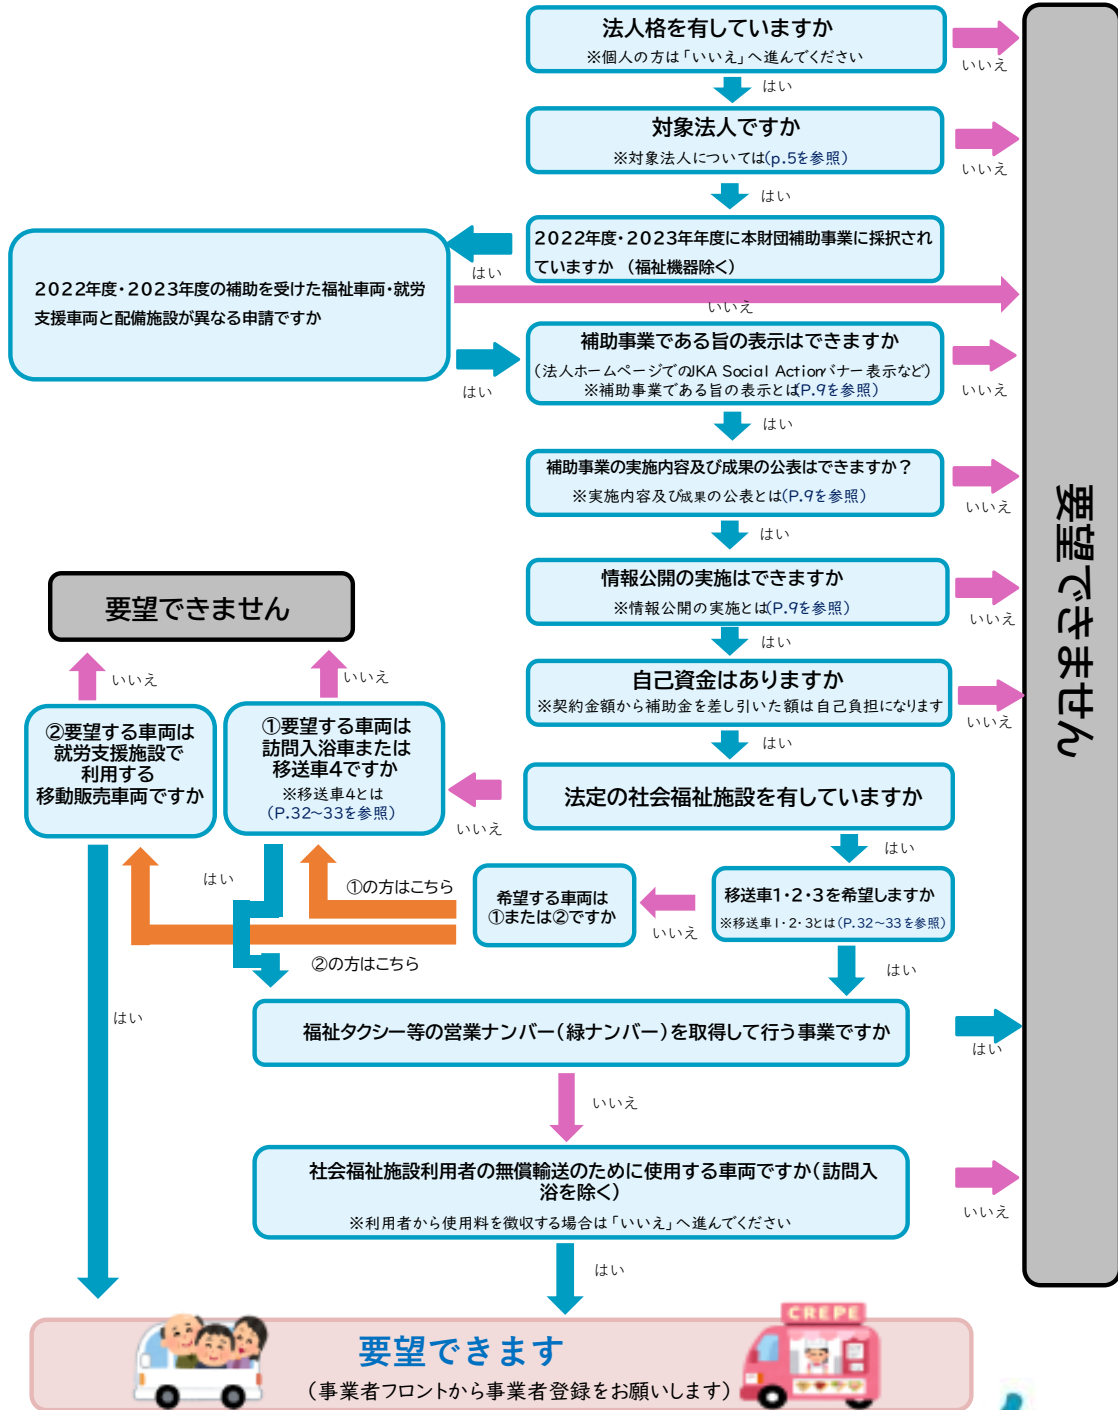 法人格を有していますか
※個人の方は「いいえ」へ進んでください
いいえ
はい
対象法人ですか
※対象法人については(p.5を参照)
いいえ
はい
2022年度・2023年年度に本財団補助事業に採択され
ていますか (福祉機器除く)
はい
2022年度・2023年度の補助を受けた福祉車両・就労
支援車両と配備施設が異なる申請ですか
いいえ
はい
補助事業である旨の表示はできますか
(法人ホームページでのJKA Social Actionバナー表示など)
※補助事業である旨の表示とは(P.9を参照)
いいえ
はい
補助事業の実施内容及び成果の公表はできますか？
※実施内容及び成果の公表とは(P.9を参照)
いいえ
はい
情報公開の実施はできますか
※情報公開の実施とは(P.9を参照)
いいえ
はい
自己資金はありますか
※契約金額から補助金を差し引いた額は自己負担になります
いいえ
はい
法定の社会福祉施設を有していますか
いいえ
はい
要望できません
要望できません
いいえ
いいえ
②要望する車両は
就労支援施設で
利用する
移動販売車両ですか
①要望する車両は
訪問入浴車または
移送車4ですか
※移送車4とは
(P.32~33を参照)
はい
①の方はこちら
②の方はこちら
希望する車両は
①または②ですか
いいえ
移送車1・2・3を希望しますか
※移送車1・2・3とは(P.32~33を参照)
はい
はい
福祉タクシー等の営業ナンバー(緑ナンバー)を取得して行う事業ですか
はい
いいえ
社会福祉施設利用者の無償輸送のために使用する車両ですか(訪問入
浴を除く)
※利用者から使用料を徴収する場合は「いいえ」へ進んでください
いいえ
はい
CREPE
要望できます
(事業者フロントから事業者登録をお願いします)